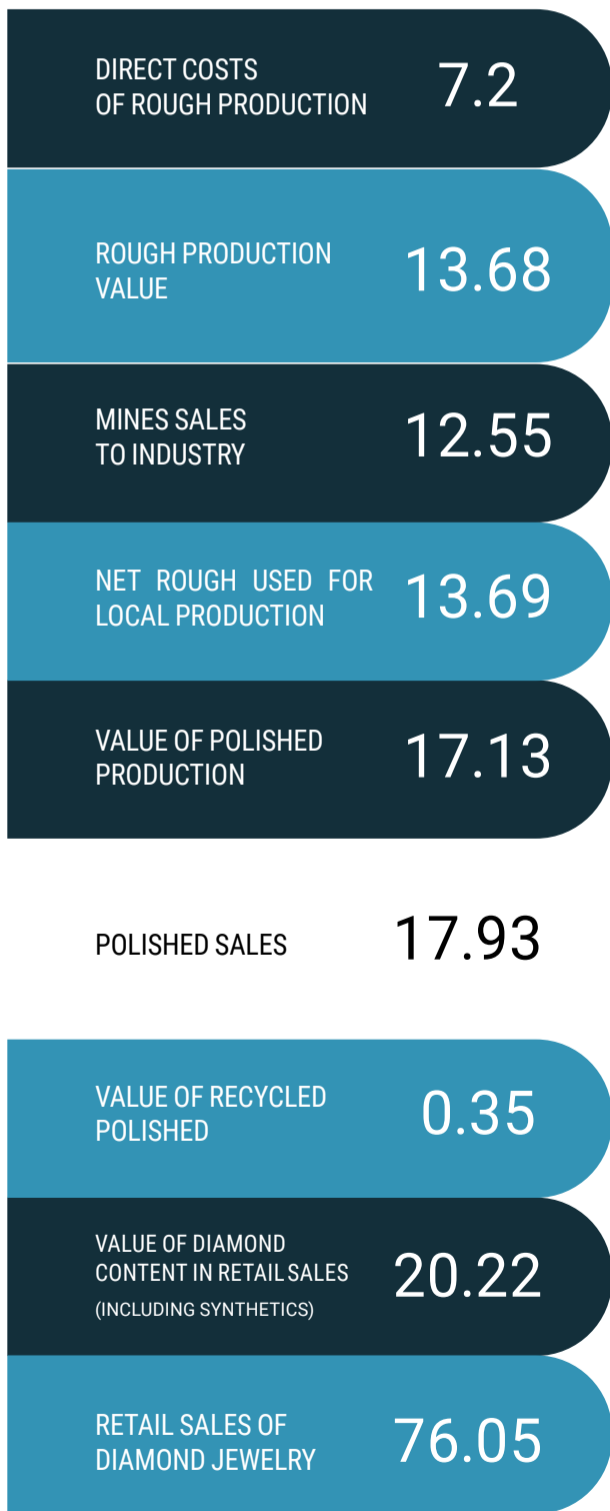 DIRECT COSTS
OF ROUGH PRODUCTION
7.2
ROUGH PRODUCTION
VALUE
13.68
MINES SALES
TO INDUSTRY
12.55
NET ROUGH USED FOR
LOCAL PRODUCTION
13.69
VALUE OF POLISHED
PRODUCTION
17.13
POLISHED SALES
17.93
VALUE OF RECYCLED
POLISHED
0.35
VALUE OF DIAMOND
CONTENT IN RETAIL SALES
(INCLUDING SYNTHETICS)
20.22
RETAIL SALES OF
DIAMOND JEWELRY
76.05